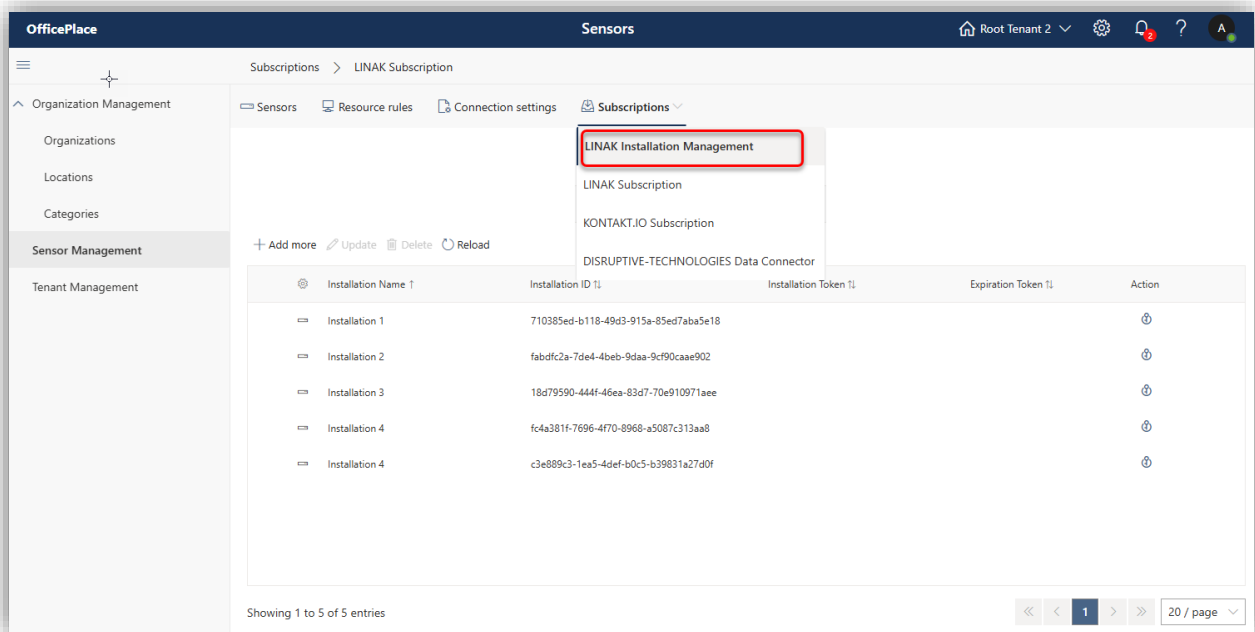 OfficePlace
Sensors
Root Tenant 2
2
?
A
Subscriptions > LINAK Subscription
Organization Management
Organizations
Locations
Categories
Sensor Management
Tenant Management
Sensors Resource rules Connection settings Subscriptions
LINAK Installation Management
LINAK Subscription
KONTAKT.IO Subscription
DISRUPTIVE-TECHNOLOGIES Data Connector
+ Add more Update Delete Reload
Installation Name ↑ Installation ID ↑↓ Installation Token ↑↓ Expiration Token ↑↓ Action
Installation 1 710385ed-b118-49d3-915a-85ed7aba5e18
Installation 2 fabdfc2a-7de4-4beb-9daa-9cf90caae902
Installation 3 18d79590-444f-46ea-83d7-70e910971aee
Installation 4 fc4a381f-7696-4f70-8968-a5087c313aa8
Installation 4 c3e889c3-1ea5-4def-b0c5-b39831a27d0f
Showing 1 to 5 of 5 entries
« < 1 > » 20 / page